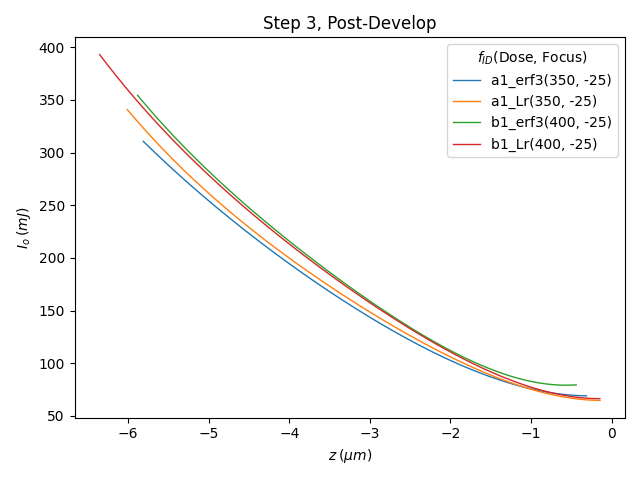 Step 3, Post-Develop
f_ID(Dose, Focus)
a1_erf3(350, -25)
a1_Lr(350, -25)
b1_erf3(400, -25)
b1_Lr(400, -25)
I_o (mJ)
400
350
300
250
200
150
100
50
−6 −5 −4 −3 −2 −1 0
z (μm)